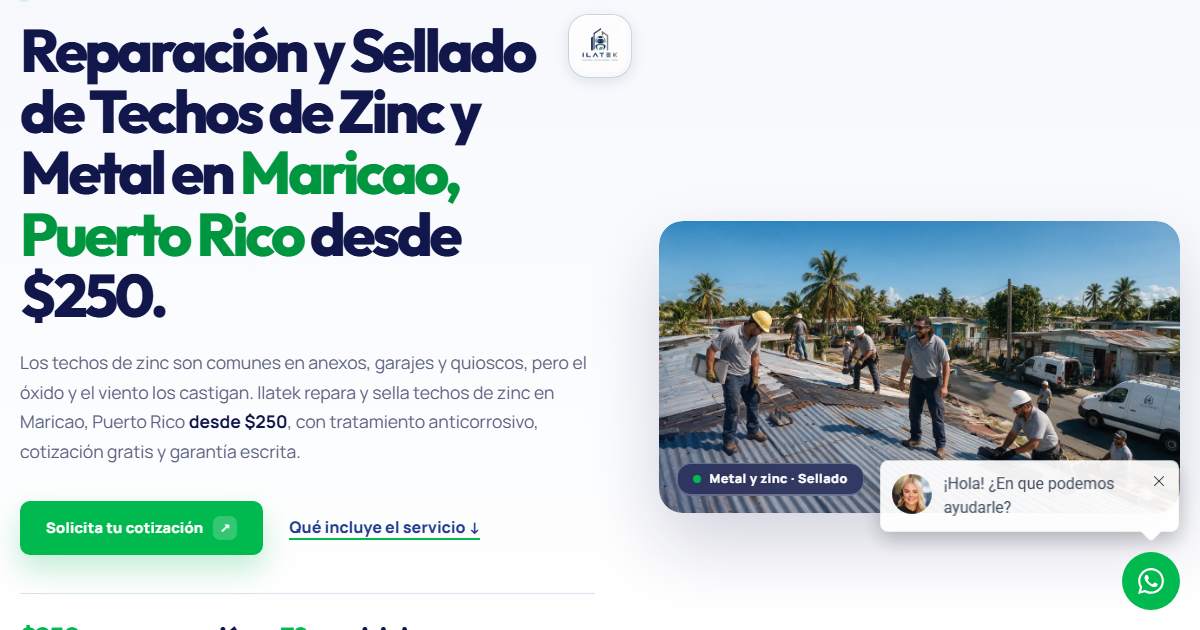 Reparación y Sellado
de Techos de Zinc y
Metal en Maricao,
Puerto Rico desde
$250.
ILATEK
Los techos de zinc son comunes en anexos, garajes y quioscos, pero el
óxido y el viento los castigan. Ilatek repara y sella techos de zinc en
Maricao, Puerto Rico desde $250, con tratamiento anticorrosivo,
cotización gratis y garantía escrita.
Solicita tu cotización ↗
Qué incluye el servicio ↓
Metal y zinc · Sellado
¡Hola! ¿En que podemos
ayudarle?